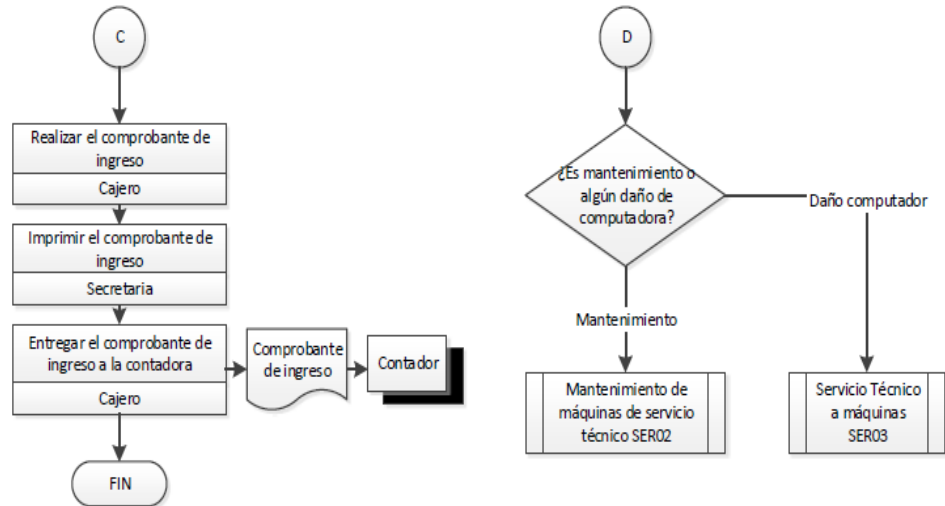 C
Realizar el comprobante de
ingreso
Cajero
Imprimir el comprobante de
ingreso
Secretaria
Entregar el comprobante de
ingreso a la contadora
Cajero
Comprobante
de ingreso
Contador
FIN
D
¿Es mantenimiento o
algún daño de
computadora?
Daño computador
Mantenimiento
Mantenimiento de
máquinas de servicio
técnico SER02
Servicio Técnico
a máquinas
SER03